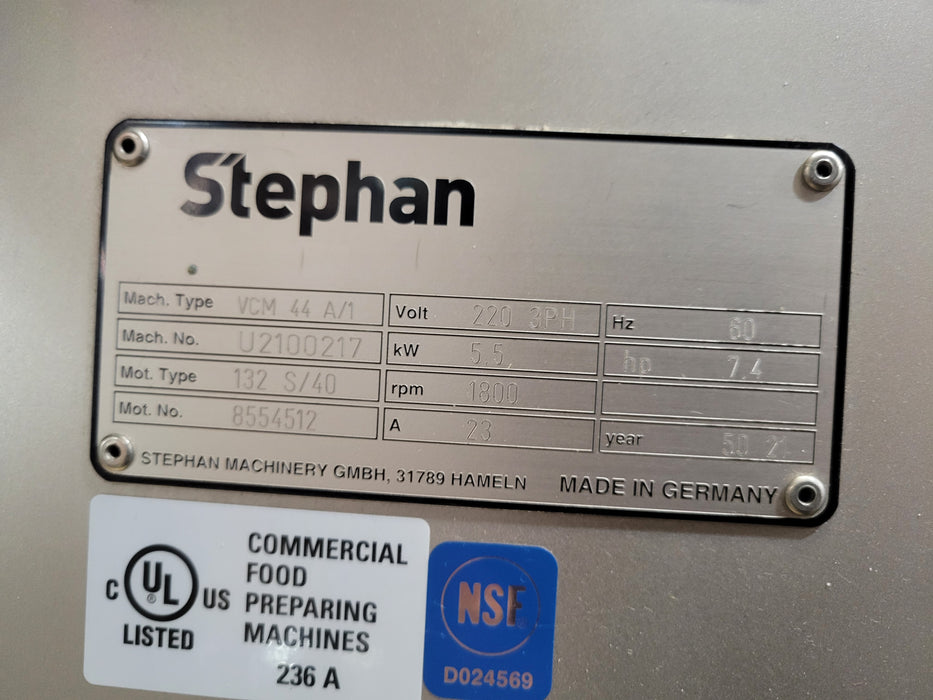 Stephan
Mach. Type VCM 44 A/1 Volt 220 3PH Hz 60
Mach. No. U2100217 kW 5.5 hp 7.4
Mot. Type 132 S/40 rpm 1800
Mot. No. 8554512 A 23 year 50 21
STEPHAN MACHINERY GMBH, 31789 HAMELN MADE IN GERMANY
C UL ® US LISTED
COMMERCIAL
FOOD
PREPARING
MACHINES
236 A
NSF
D024569